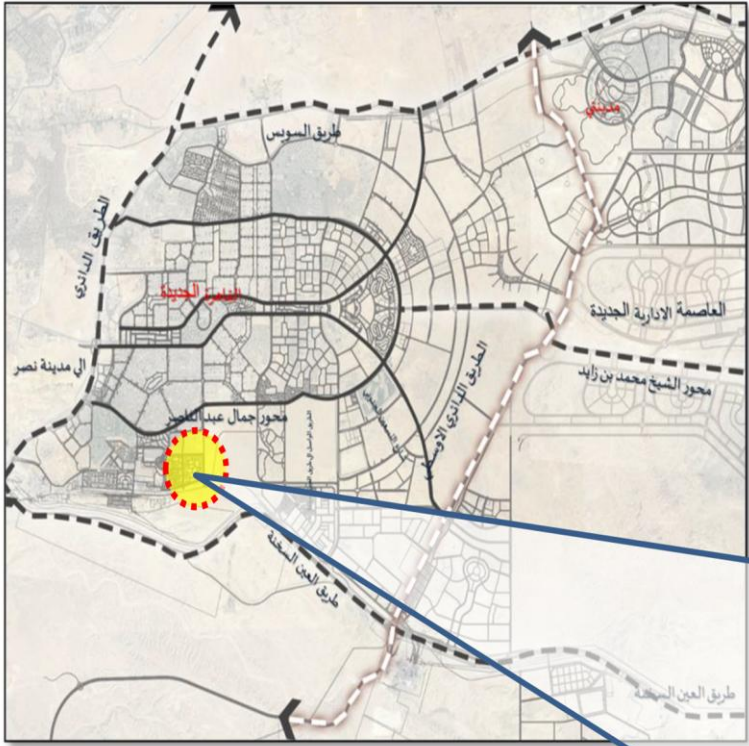 مدينتي
طريق السويس
الطريق الدائري
القاهرة الجديدة
العاصمة الادارية الجديدة
الي مدينة نصر
محور الشيخ محمد بن زايد
الطريق الدائري
محور جمال عبد الناصر
طريق العين السخنة
طريق العين السخنة